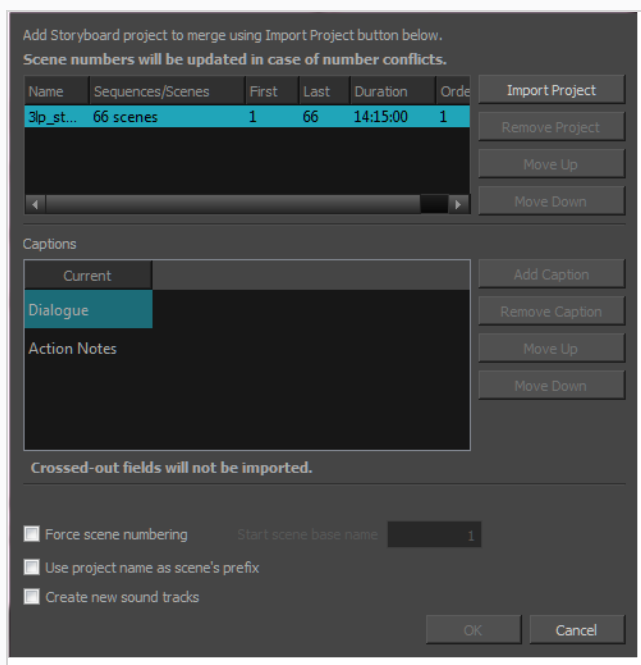 Add Storyboard project to merge using Import Project button below.
Scene numbers will be updated in case of number conflicts.
Name Sequences/Scenes First Last Duration Orde
3lp_st... 66 scenes 1 66 14:15:00 1
Import Project
Remove Project
Move Up
Move Down
Captions
Current
Dialogue
Action Notes
Add Caption
Remove Caption
Move Up
Move Down
Crossed-out fields will not be imported.
Force scene numbering Start scene base name 1
Use project name as scene's prefix
Create new sound tracks
OK Cancel